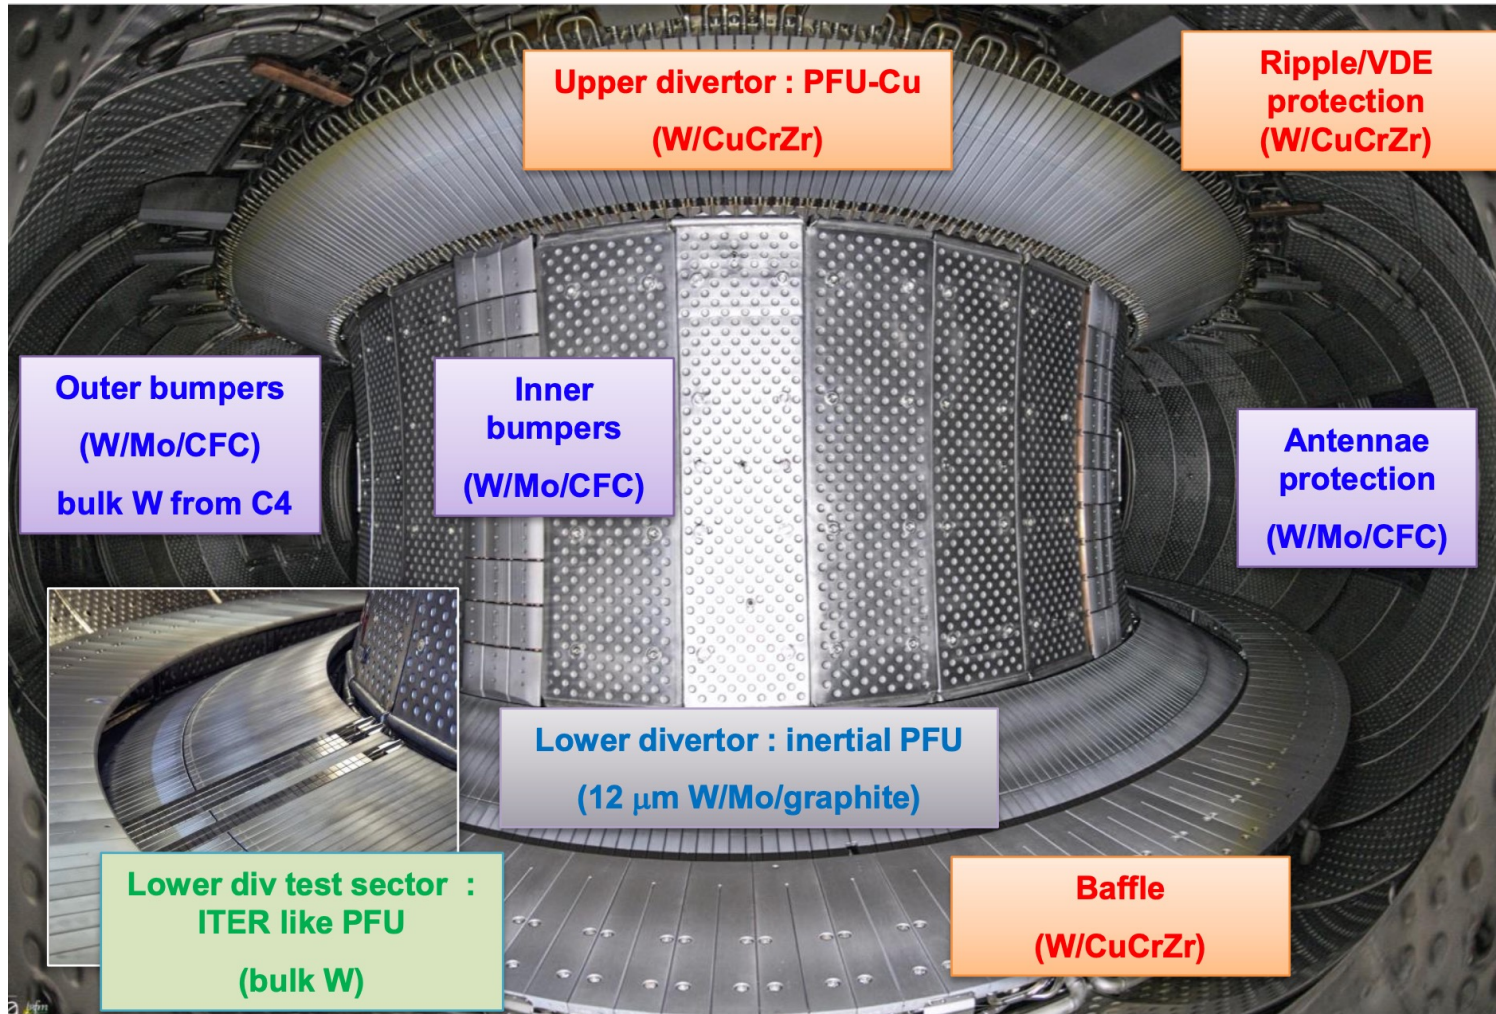 Upper divertor : PFU-Cu
(W/CuCrZr)
Ripple/VDE
protection
(W/CuCrZr)
Outer bumpers
(W/Mo/CFC)
bulk W from C4
Inner
bumpers
(W/Mo/CFC)
Antennae
protection
(W/Mo/CFC)
Lower divertor : inertial PFU
(12 μm W/Mo/graphite)
Lower div test sector :
ITER like PFU
(bulk W)
Baffle
(W/CuCrZr)